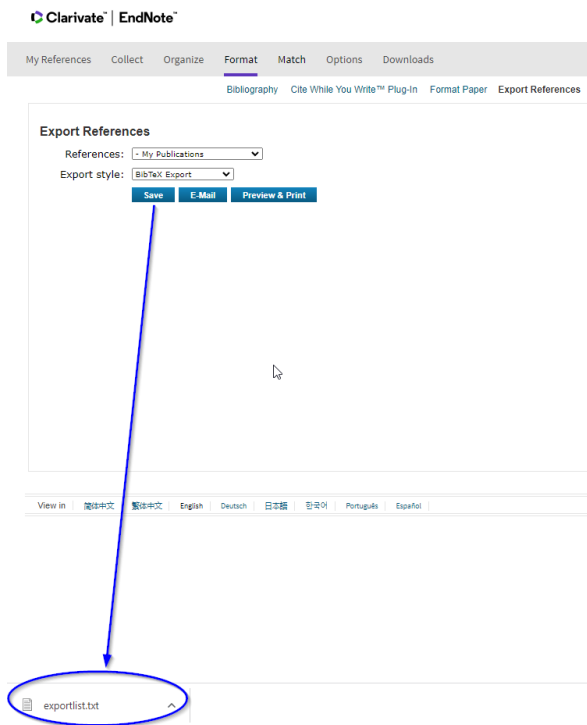 Clarivate™ | EndNote™
My References Collect Organize Format Match Options Downloads
Bibliography Cite While You Write™ Plug-In Format Paper Export References
Export References
References: - My Publications
Export style: BibTeX Export
Save E-Mail Preview & Print
View in 简体中文 繁體中文 English Deutsch 日本語 한국어 Português Español
exportlist.txt